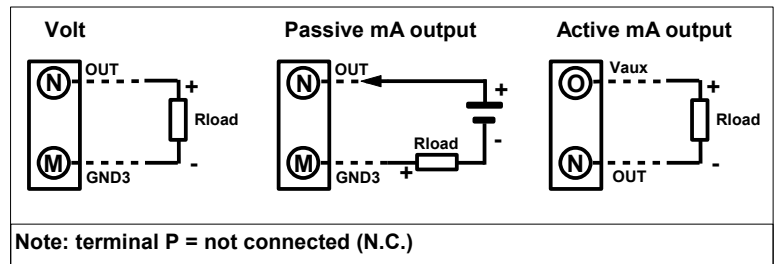 Volt
Passive mA output
Active mA output
N
OUT
+
Rload
M
GND3
-
N
OUT
+
-
Rload
M
GND3
+
O
Vaux
+
Rload
N
OUT
-
Note: terminal P = not connected (N.C.)